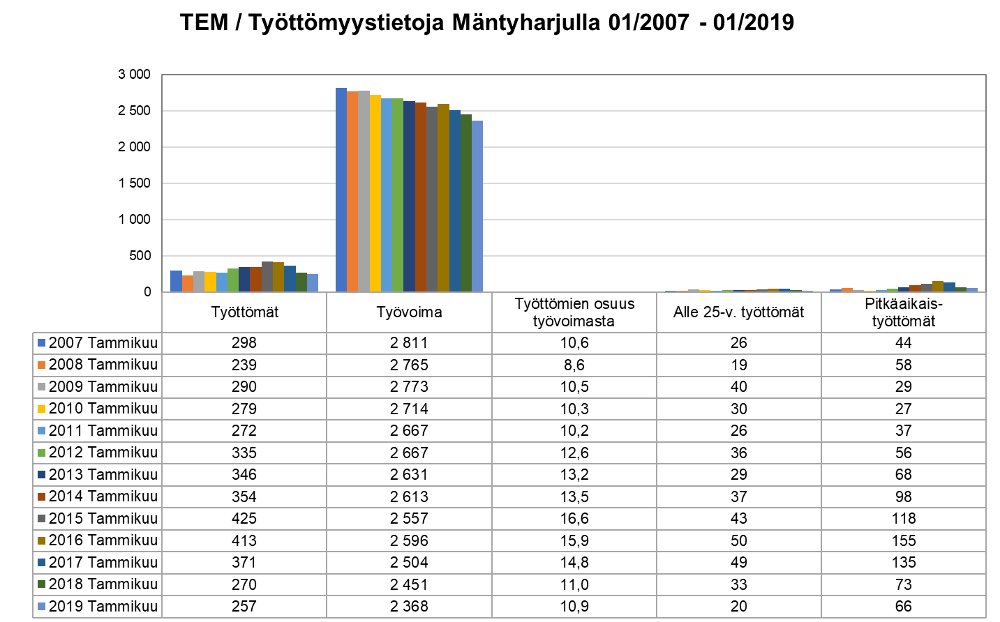 TEM / Työttömyystietoja Mäntyharjulla 01/2007 - 01/2019
3 000
2 500
2 000
1 500
1 000
500
0
Työttömät Työvoima Työttömien osuus työvoimasta Alle 25-v. työttömät Pitkäaikais-työttömät
2007 Tammikuu 298 2 811 10,6 26 44
2008 Tammikuu 239 2 765 8,6 19 58
2009 Tammikuu 290 2 773 10,5 40 29
2010 Tammikuu 279 2 714 10,3 30 27
2011 Tammikuu 272 2 667 10,2 26 37
2012 Tammikuu 335 2 667 12,6 36 56
2013 Tammikuu 346 2 631 13,2 29 68
2014 Tammikuu 354 2 613 13,5 37 98
2015 Tammikuu 425 2 557 16,6 43 118
2016 Tammikuu 413 2 596 15,9 50 155
2017 Tammikuu 371 2 504 14,8 49 135
2018 Tammikuu 270 2 451 11,0 33 73
2019 Tammikuu 257 2 368 10,9 20 66